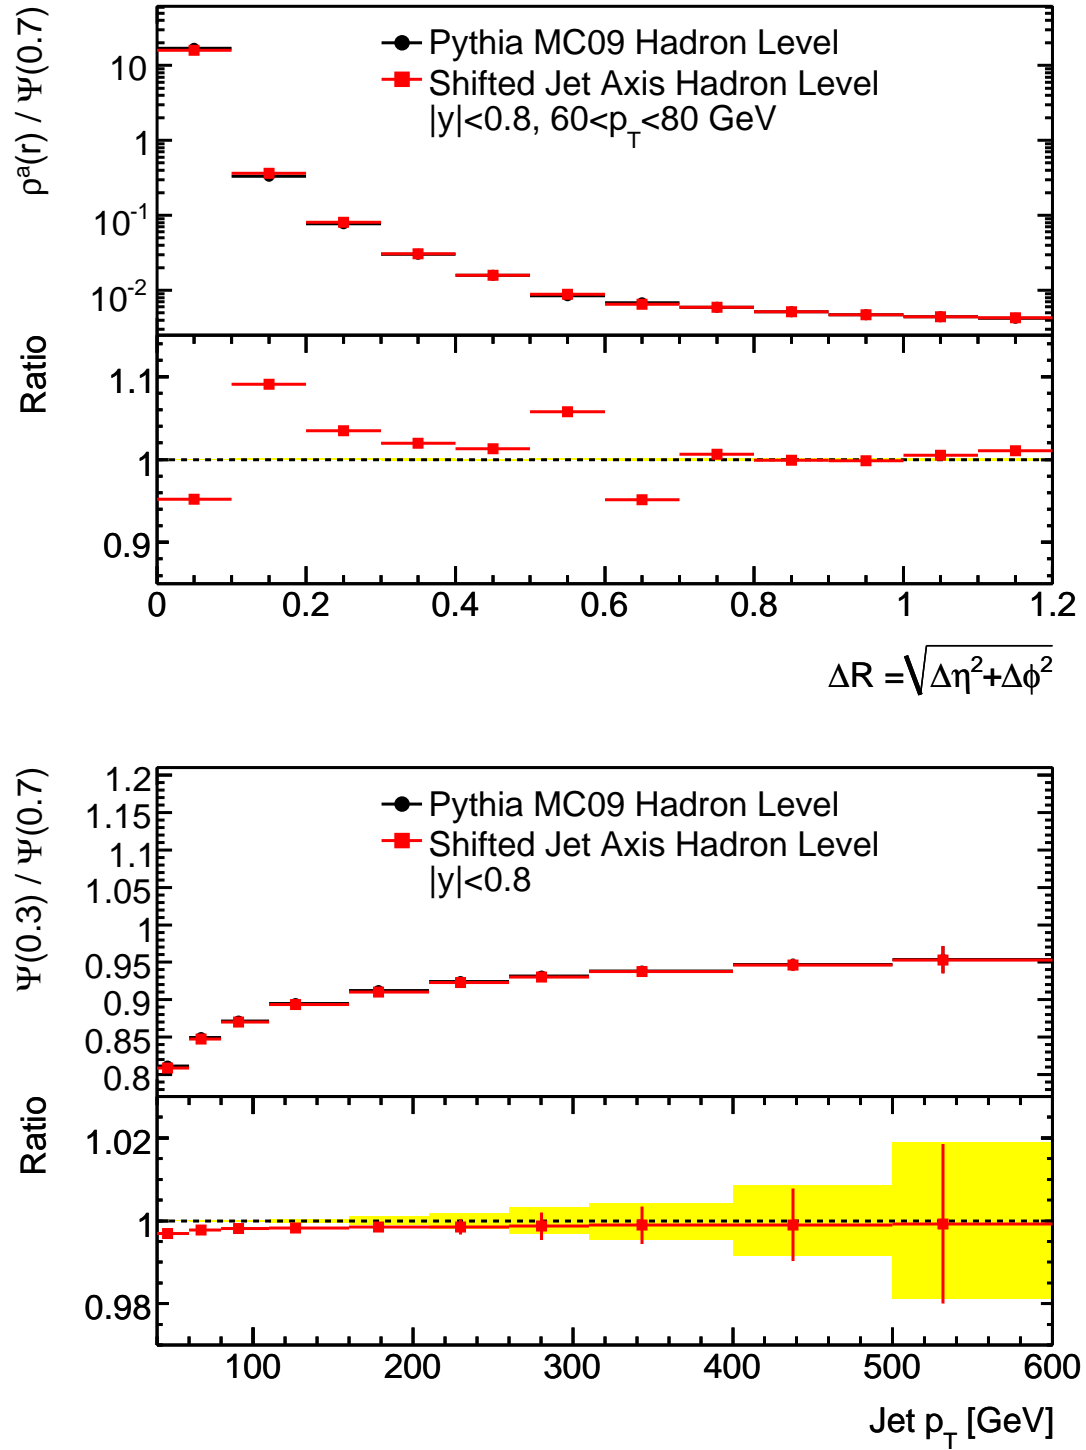 ρᵃ(r) / Ψ(0.7)
Pythia MC09 Hadron Level
Shifted Jet Axis Hadron Level
|y|<0.8, 60<p_T<80 GeV
10
1
10⁻¹
10⁻²
Ratio
1.1
1
0.9
0 0.2 0.4 0.6 0.8 1 1.2
ΔR = √Δη²+Δϕ²
Ψ(0.3) / Ψ(0.7)
Pythia MC09 Hadron Level
Shifted Jet Axis Hadron Level
|y|<0.8
1.2
1.15
1.1
1.05
1
0.95
0.9
0.85
0.8
Ratio
1.02
1
0.98
100 200 300 400 500 600
Jet p_T [GeV]